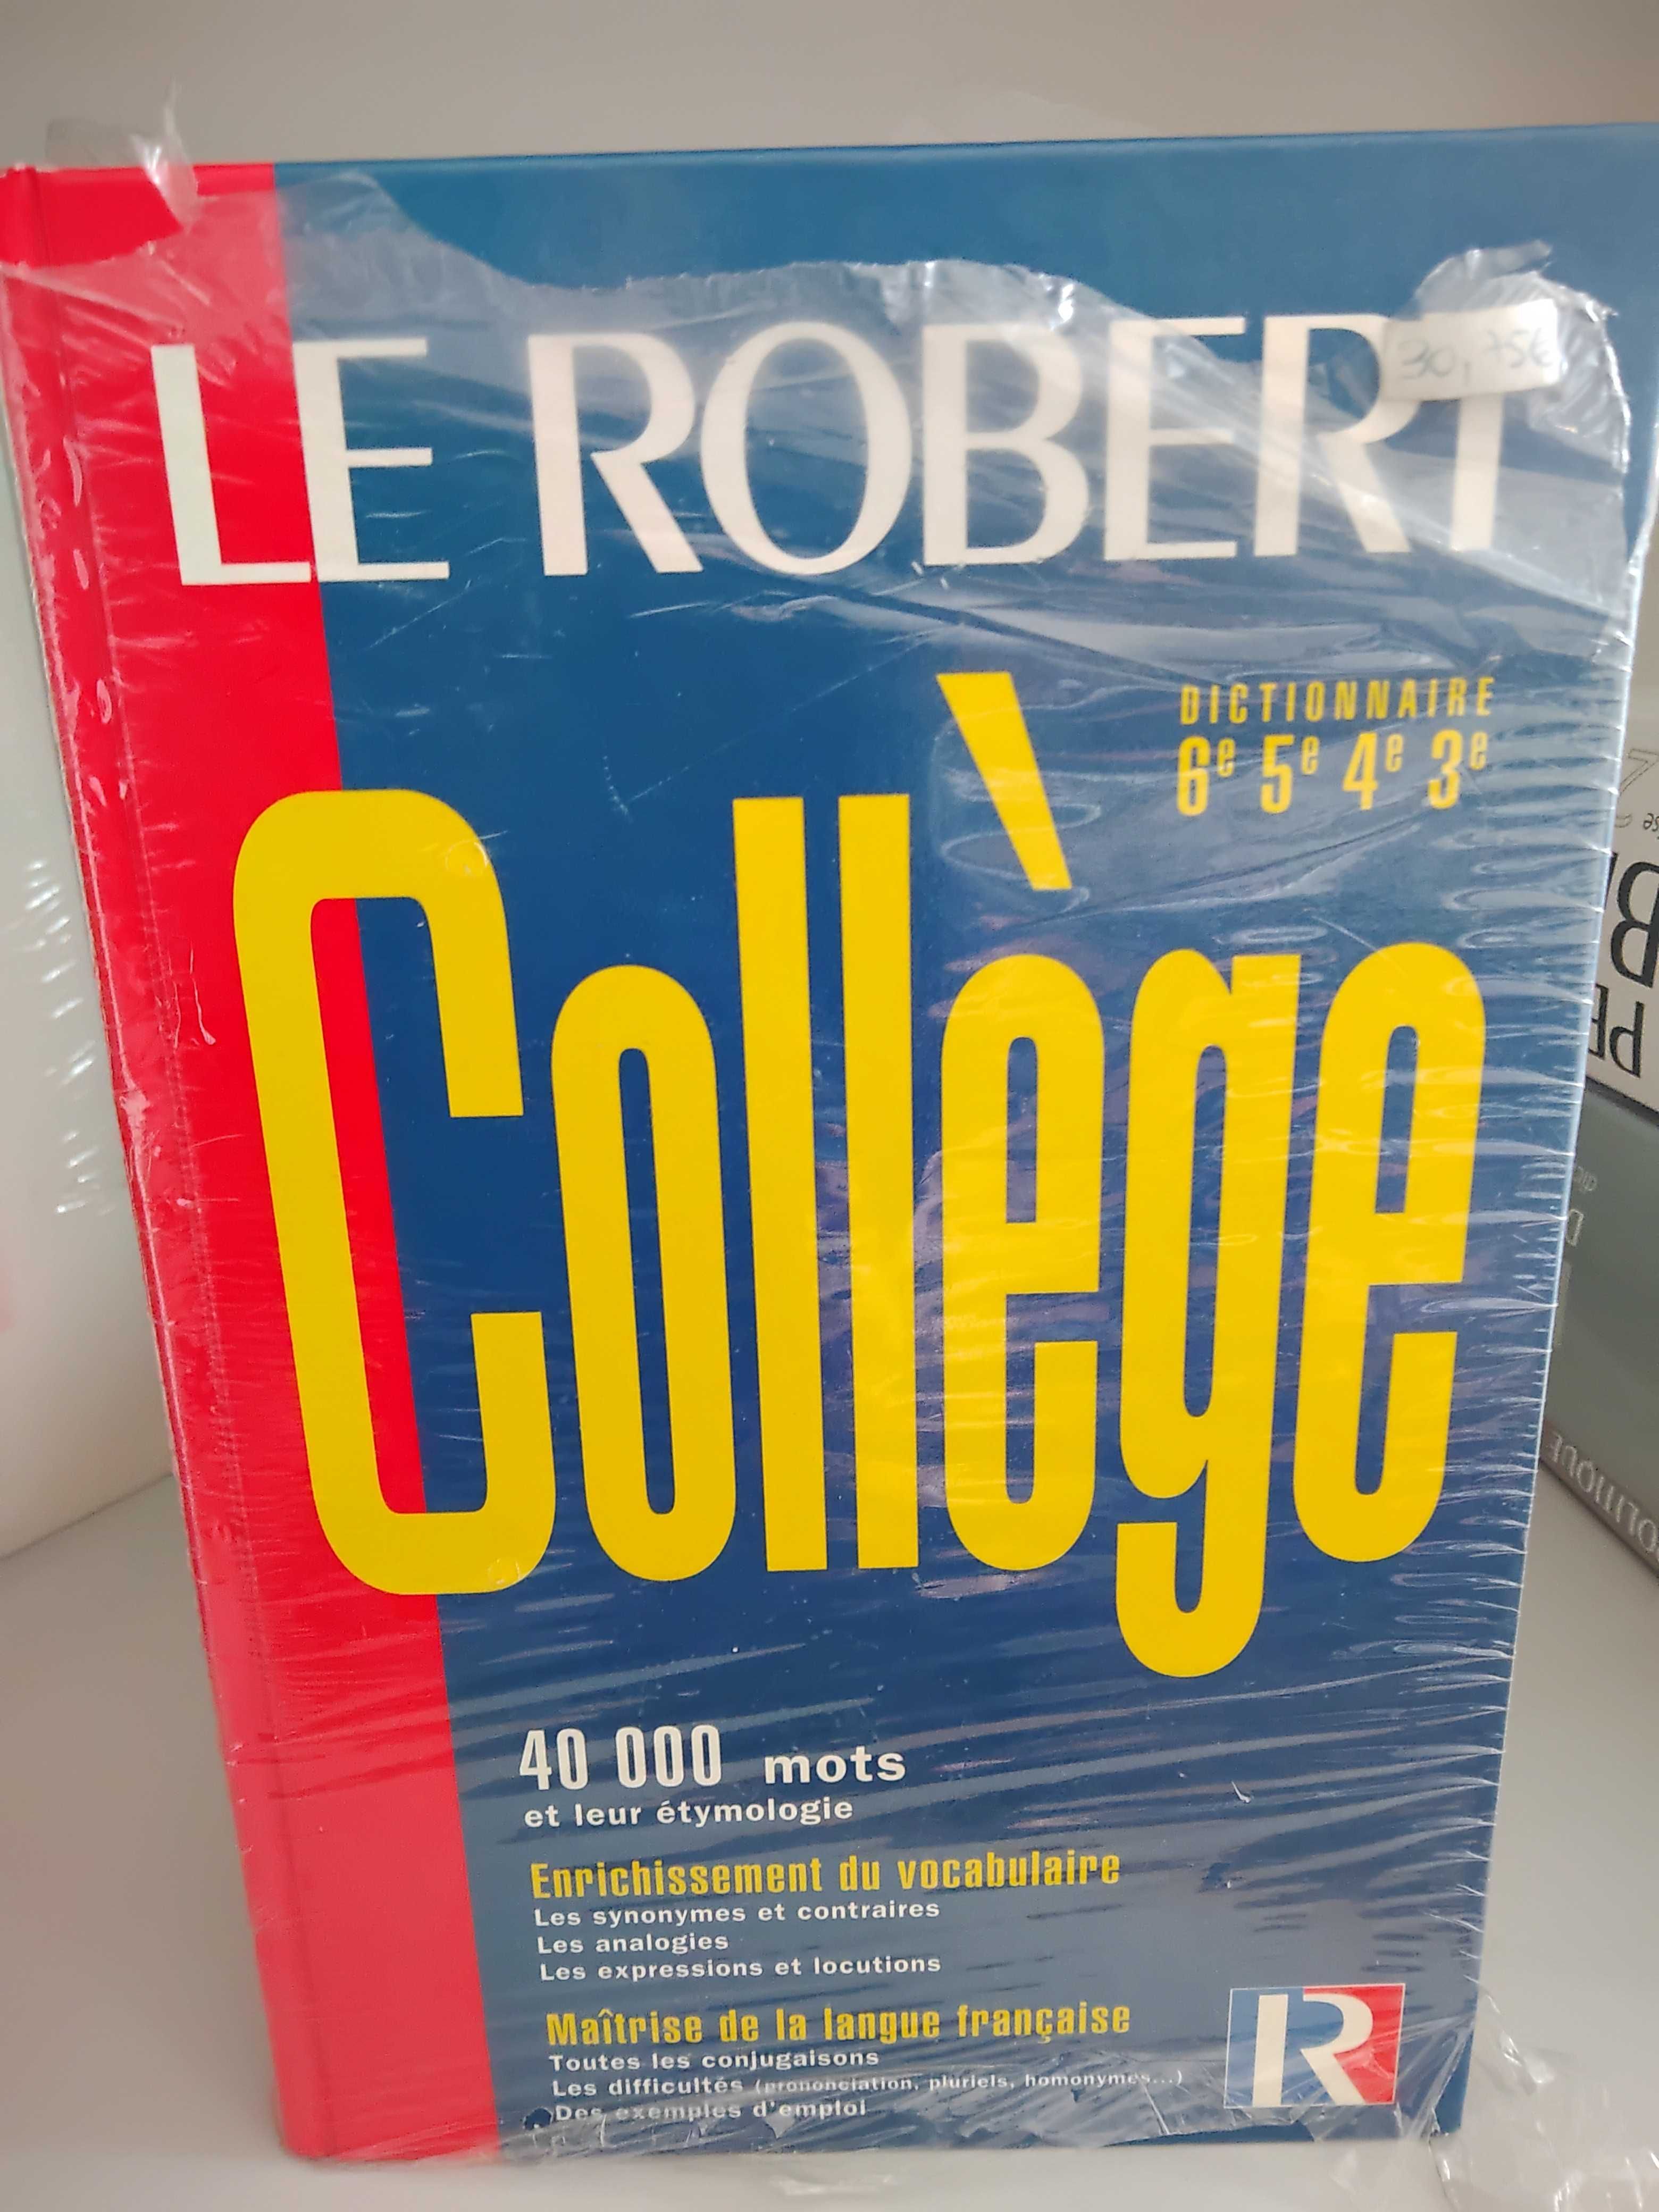 LE ROBERT
30,75€
DICTIONNAIRE
6e 5e 4e 3e
Collège
40 000 mots
et leur étymologie
Enrichissement du vocabulaire
Les synonymes et contraires
Les analogies
Les expressions et locutions
Maîtrise de la langue française
Toutes les conjugaisons
Les difficultés (prononciation, pluriels, homonymes...)
Des exemples d'emploi
R